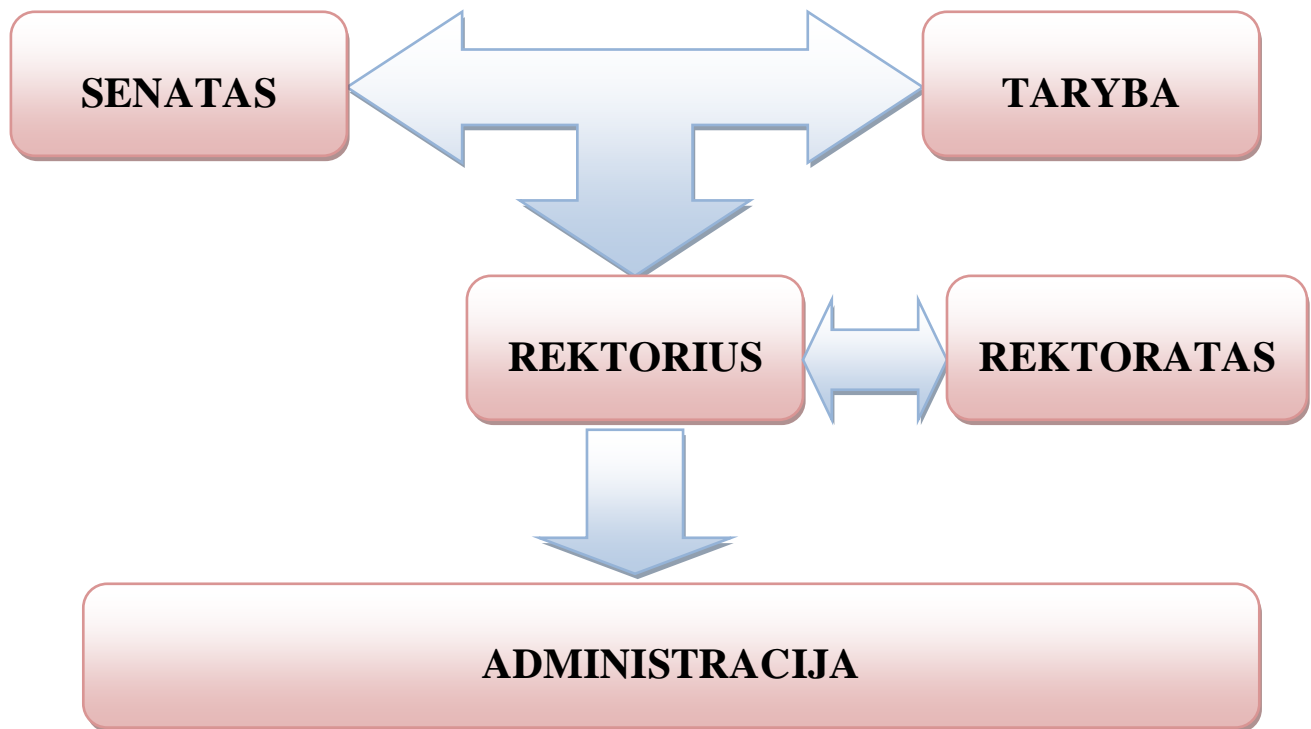 SENATAS
TARYBA
REKTORIUS
REKTORATAS
ADMINISTRACIJA